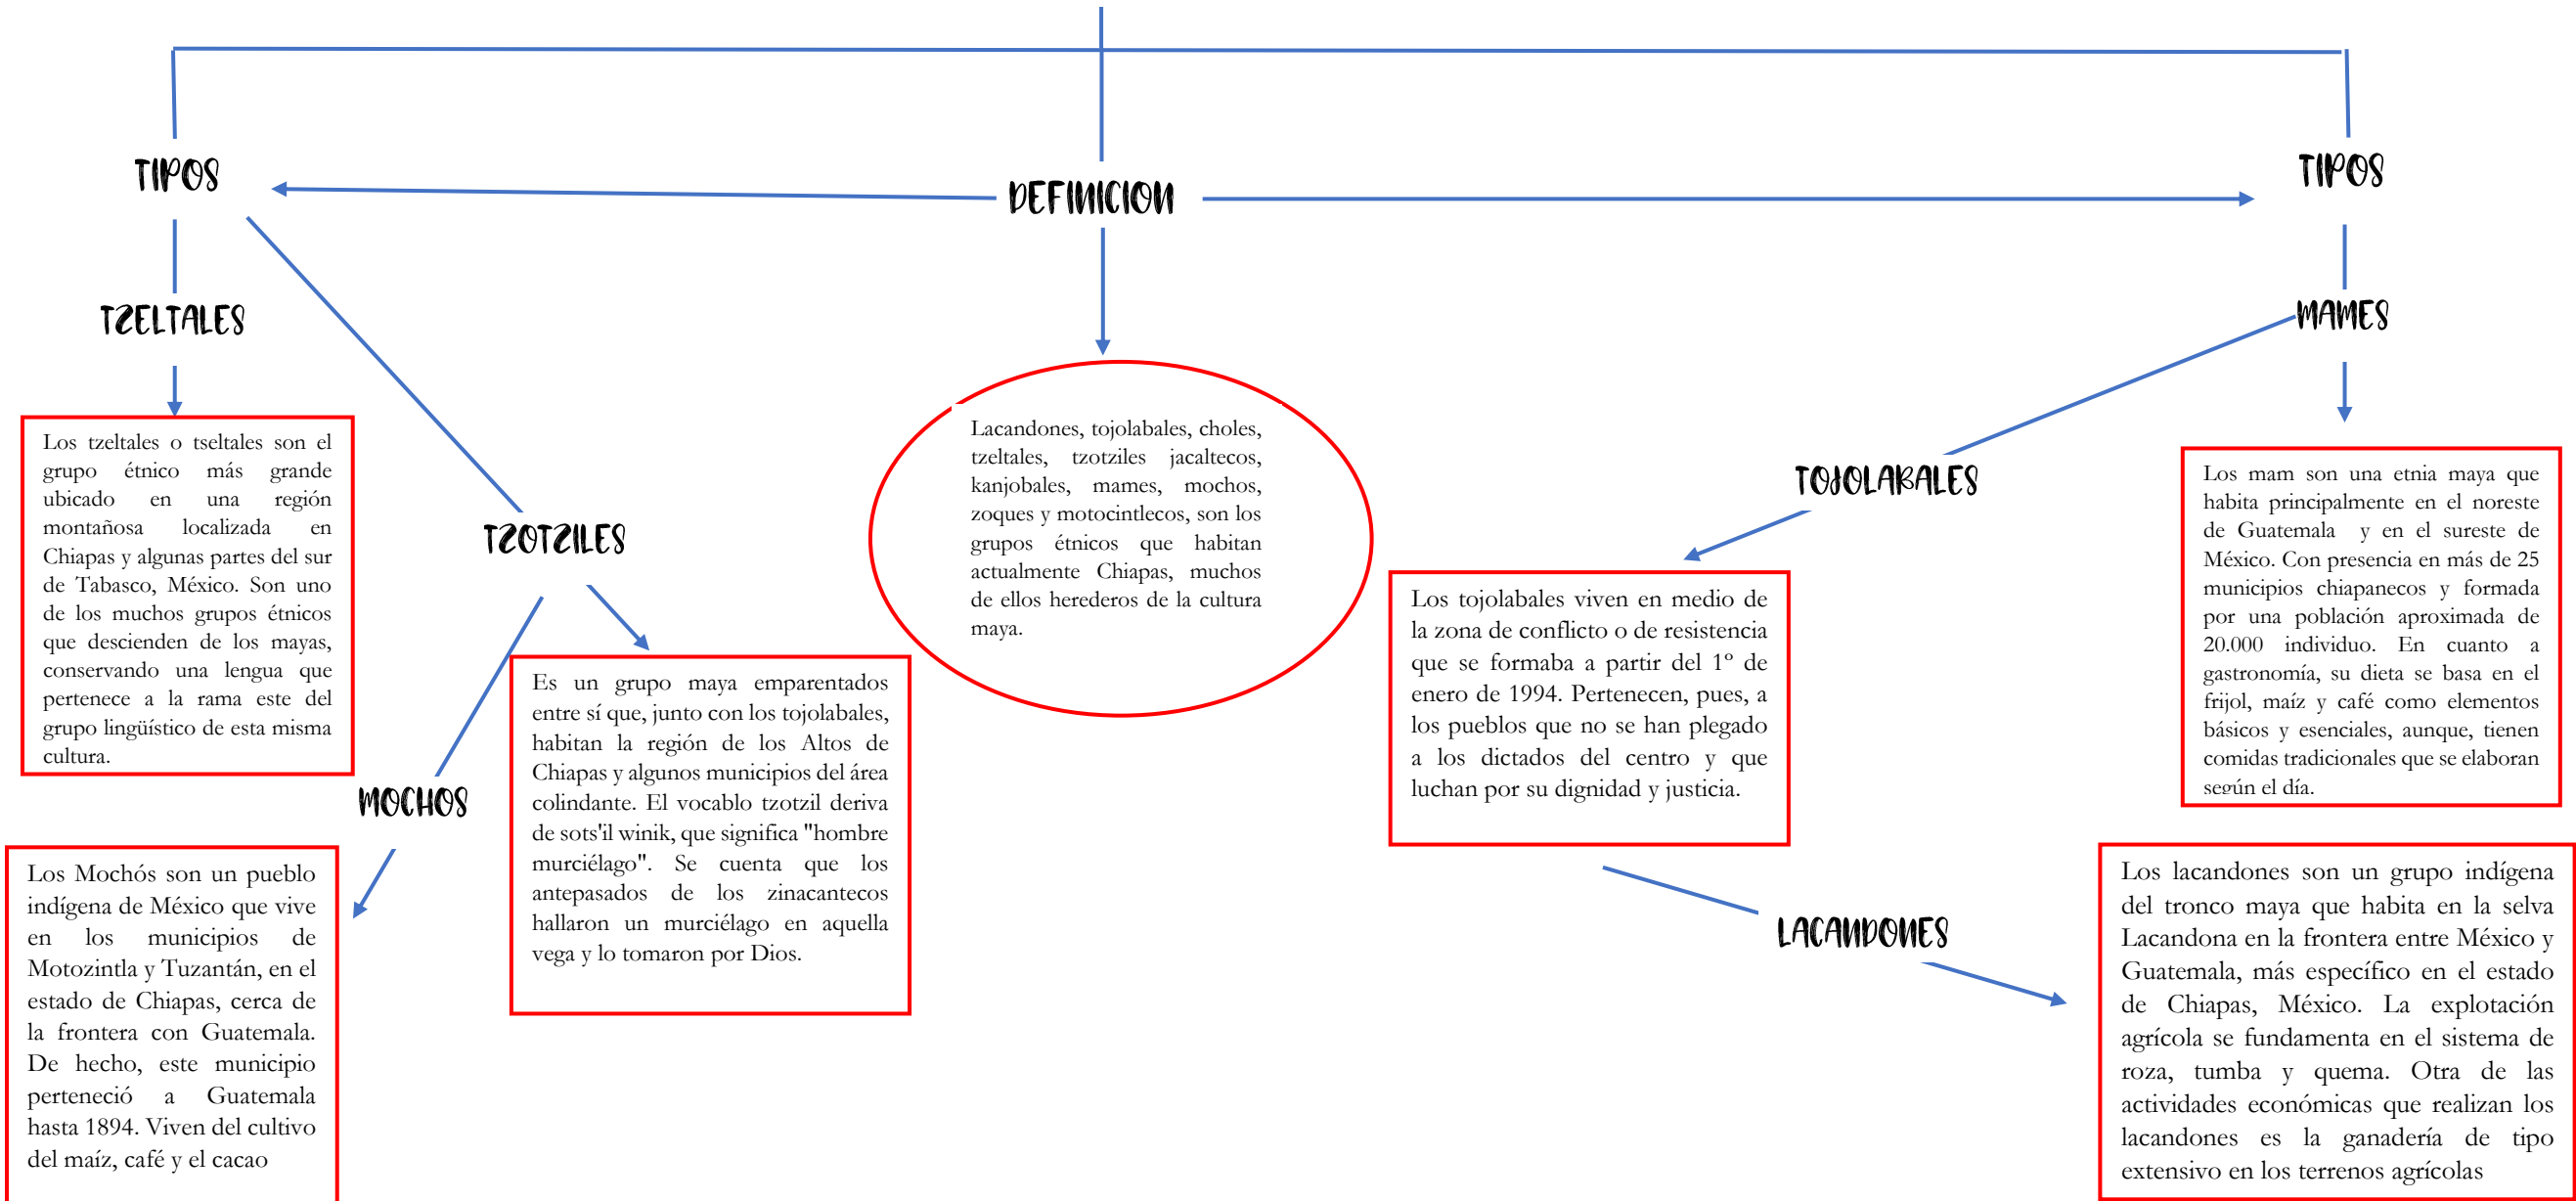 TIPOS
DEFINICION
TIPOS
TZELTALES
Los tzeltales o tseltales son el
grupo étnico más grande
ubicado en una región
montañosa localizada en
Chiapas y algunas partes del sur
de Tabasco, México. Son uno
de los muchos grupos étnicos
que descienden de los mayas,
conservando una lengua que
pertenece a la rama este del
grupo lingüístico de esta misma
cultura.
TZOTZILES
Es un grupo maya emparentados
entre sí que, junto con los tojolabales,
habitan la región de los Altos de
Chiapas y algunos municipios del área
colindante. El vocablo tzotzil deriva
de sots'il winik, que significa "hombre
murciélago". Se cuenta que los
antepasados de los zinacantecos
hallaron un murciélago en aquella
vega y lo tomaron por Dios.
MOCHOS
Los Mochós son un pueblo
indígena de México que vive
en los municipios de
Motozintla y Tuzantán, en el
estado de Chiapas, cerca de
la frontera con Guatemala.
De hecho, este municipio
perteneció a Guatemala
hasta 1894. Viven del cultivo
del maíz, café y el cacao
Lacandones, tojolabales, choles,
tzeltales, tzotziles jacaltecos,
kanjobales, mames, mochos,
zoques y motocintlecos, son los
grupos étnicos que habitan
actualmente Chiapas, muchos
de ellos herederos de la cultura
maya.
MAMES
Los mam son una etnia maya que
habita principalmente en el noreste
de Guatemala y en el sureste de
México. Con presencia en más de 25
municipios chiapanecos y formada
por una población aproximada de
20.000 individuo. En cuanto a
gastronomía, su dieta se basa en el
frijol, maíz y café como elementos
básicos y esenciales, aunque, tienen
comidas tradicionales que se elaboran
según el día.
TOJOLABALES
Los tojolabales viven en medio de
la zona de conflicto o de resistencia
que se formaba a partir del 1º de
enero de 1994. Pertenecen, pues, a
los pueblos que no se han plegado
a los dictados del centro y que
luchan por su dignidad y justicia.
LACANDONES
Los lacandones son un grupo indígena
del tronco maya que habita en la selva
Lacandona en la frontera entre México y
Guatemala, más específico en el estado
de Chiapas, México. La explotación
agrícola se fundamenta en el sistema de
roza, tumba y quema. Otra de las
actividades económicas que realizan los
lacandones es la ganadería de tipo
extensivo en los terrenos agrícolas